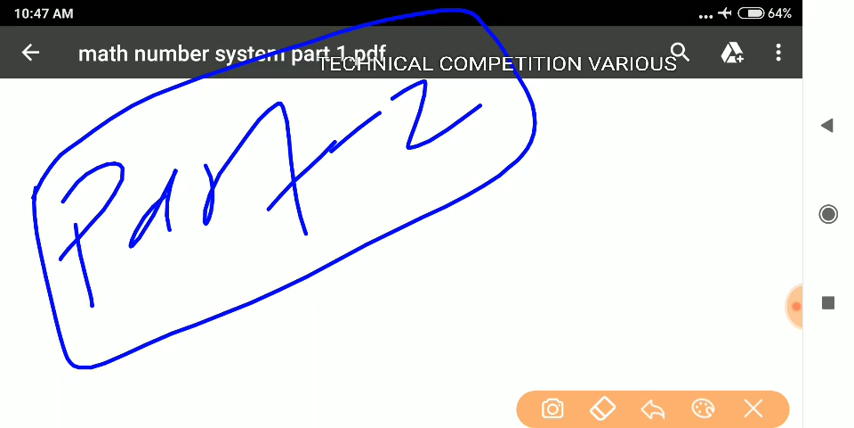 10:47 AM
64%
math number system part 1.pdf
TECHNICAL COMPETITION VARIOUS
Part-2